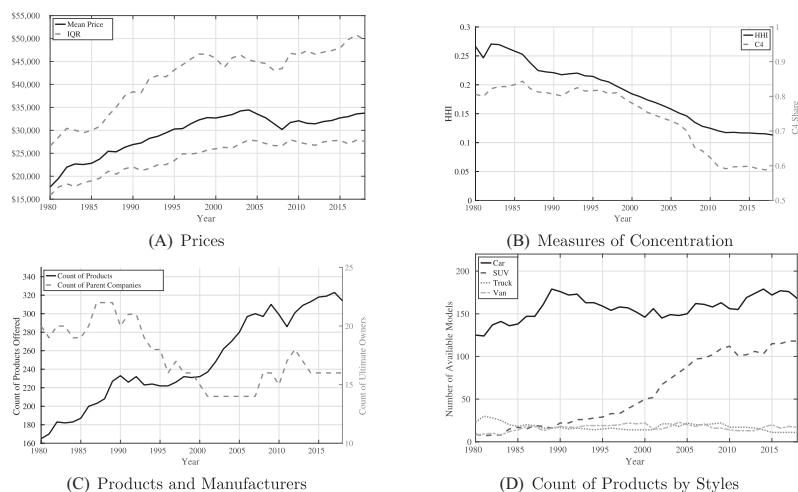 $55,000
$50,000
$45,000
$40,000
$35,000
$30,000
$25,000
$20,000
$15,000
Mean Price
IQR
1980 1985 1990 1995 2000 2005 2010 2015
Year
(A) Prices
0.3
0.25
0.2
0.15
0.1
0.05
0
HHI
HHI
C4
1
0.9
0.8
0.7
0.6
0.5
C4 Share
1980 1985 1990 1995 2000 2005 2010 2015
Year
(B) Measures of Concentration
340
320
300
280
260
240
220
200
180
160
Count of Products Offered
Count of Products
Count of Parent Companies
25
20
15
10
Count of Ultimate Owners
1980 1985 1990 1995 2000 2005 2010 2015
Year
(C) Products and Manufacturers
200
150
100
50
0
Number of Available Models
Car
SUV
Truck
Van
1980 1985 1990 1995 2000 2005 2010 2015
Year
(D) Count of Products by Styles